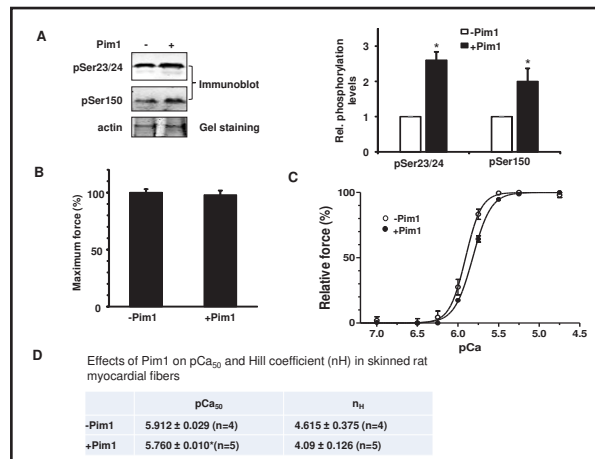 A
Pim1 - +
pSer23/24
pSer150
Immunoblot
actin Gel staining
Rel. phosphorylation
levels
3
2
1
0
-Pim1
+Pim1
*
*
pSer23/24 pSer150
B
Maximum force (%)
100
50
0
-Pim1 +Pim1
C
Relative force (%)
100
50
0
-Pim1
+Pim1
7.0 6.5 6.0 5.5 5.0 4.5
pCa
D
Effects of Pim1 on pCa50 and Hill coefficient (nH) in skinned rat
myocardial fibers
pCa50 nH
-Pim1 5.912 ± 0.029 (n=4) 4.615 ± 0.375 (n=4)
+Pim1 5.760 ± 0.010*(n=5) 4.09 ± 0.126 (n=5)